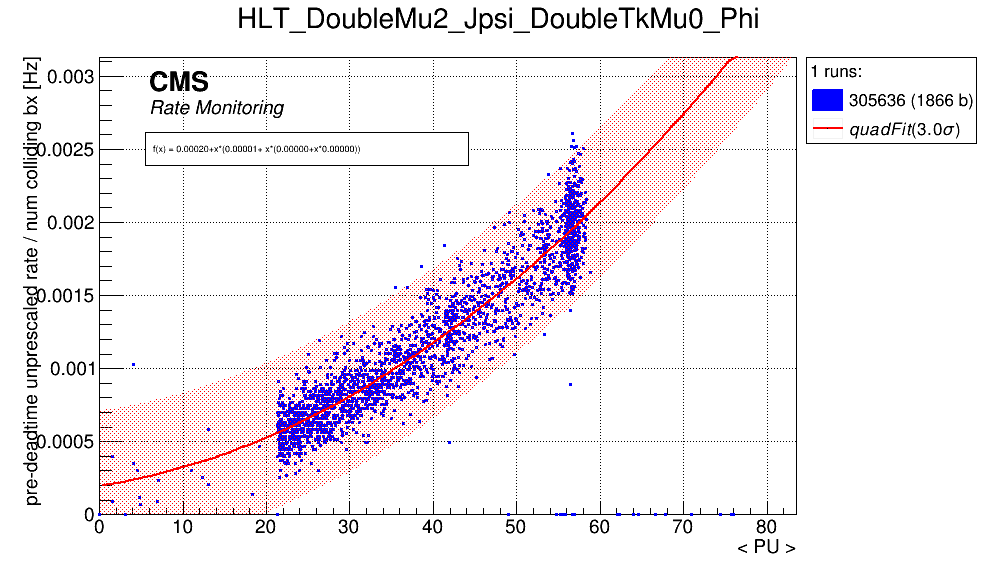 HLT_DoubleMu2_Jpsi_DoubleTkMu0_Phi
pre-deadtime unprescaled rate / num colliding bx [Hz]
0.003
0.0025
0.002
0.0015
0.001
0.0005
0
CMS
Rate Monitoring
f(x) = 0.00020+x*(0.00001+ x*(0.00000+x*0.00000))
1 runs:
305636 (1866 b)
quadFit(3.0σ)
0 10 20 30 40 50 60 70 80
< PU >